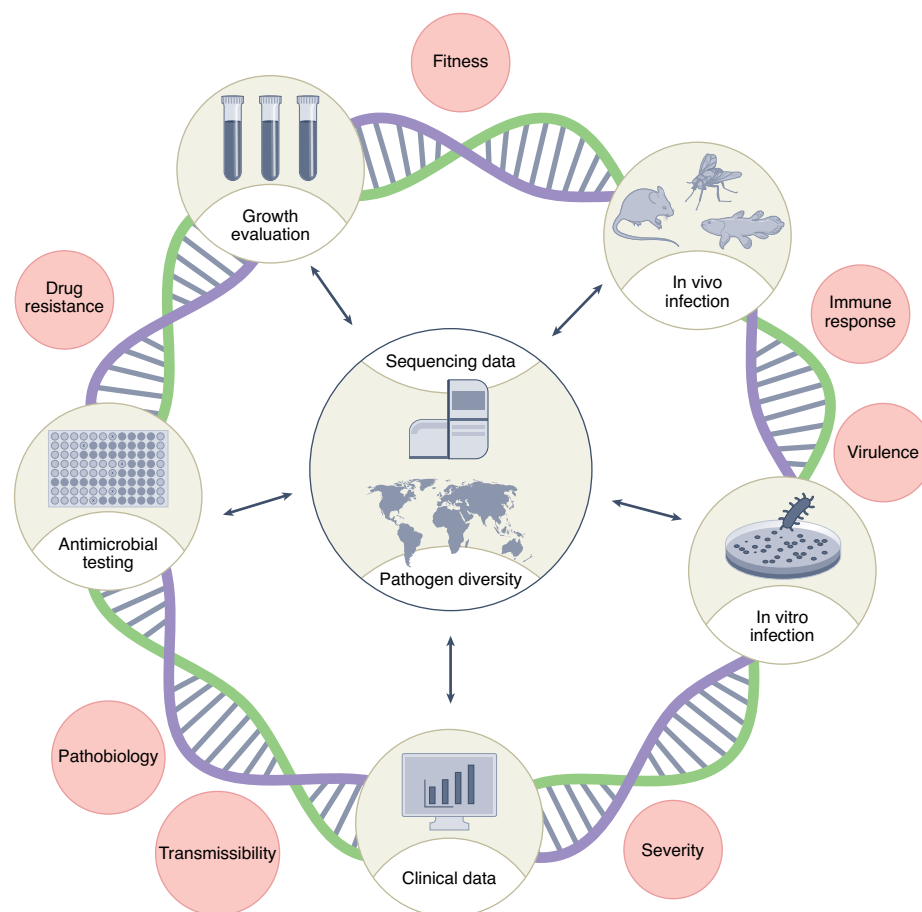 Fitness
Growth
evaluation
In vivo
infection
Drug
resistance
Immune
response
Sequencing data
Virulence
Antimicrobial
testing
Pathogen diversity
In vitro
infection
Pathobiology
Transmissibility
Clinical data
Severity